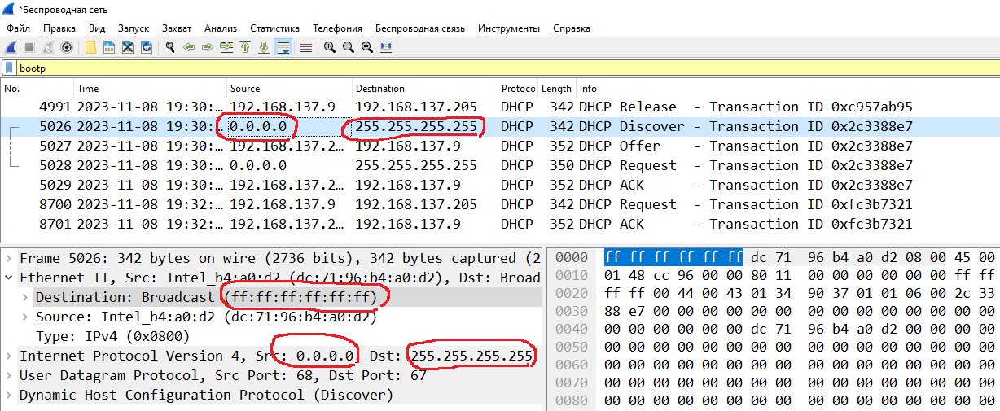 *Беспроводная сеть
Файл Правка Вид Запуск Захват Анализ Статистика Телефония Беспроводная связь Инструменты Справка
bootp
No. Time Source Destination Protoco Length Info
4991 2023-11-08 19:30:… 192.168.137.9 192.168.137.205 DHCP 342 DHCP Release - Transaction ID 0xc957ab95
5026 2023-11-08 19:30:… 0.0.0.0 255.255.255.255 DHCP 342 DHCP Discover - Transaction ID 0x2c3388e7
5027 2023-11-08 19:30:… 192.168.137.2… 192.168.137.9 DHCP 352 DHCP Offer - Transaction ID 0x2c3388e7
5028 2023-11-08 19:30:… 0.0.0.0 255.255.255.255 DHCP 350 DHCP Request - Transaction ID 0x2c3388e7
5029 2023-11-08 19:30:… 192.168.137.2… 192.168.137.9 DHCP 352 DHCP ACK - Transaction ID 0x2c3388e7
8700 2023-11-08 19:32:… 192.168.137.9 192.168.137.205 DHCP 342 DHCP Request - Transaction ID 0xfc3b7321
8701 2023-11-08 19:32:… 192.168.137.2… 192.168.137.9 DHCP 352 DHCP ACK - Transaction ID 0xfc3b7321
Frame 5026: 342 bytes on wire (2736 bits), 342 bytes captured (2
Ethernet II, Src: Intel_b4:a0:d2 (dc:71:96:b4:a0:d2), Dst: Broad
Destination: Broadcast (ff:ff:ff:ff:ff:ff)
Source: Intel_b4:a0:d2 (dc:71:96:b4:a0:d2)
Type: IPv4 (0x0800)
Internet Protocol Version 4, Src: 0.0.0.0 Dst: 255.255.255.255
User Datagram Protocol, Src Port: 68, Dst Port: 67
Dynamic Host Configuration Protocol (Discover)
0000 ff ff ff ff ff ff dc 71 96 b4 a0 d2 08 00 45 00
0010 01 48 cc 96 00 00 80 11 00 00 00 00 00 00 ff ff
0020 ff ff 00 44 00 43 01 34 90 37 01 01 06 00 2c 33
0030 88 e7 00 00 00 00 00 00 00 00 00 00 00 00 00 00
0040 00 00 00 00 00 00 dc 71 96 b4 a0 d2 00 00 00 00
0050 00 00 00 00 00 00 00 00 00 00 00 00 00 00 00 00
0060 00 00 00 00 00 00 00 00 00 00 00 00 00 00 00 00
0070 00 00 00 00 00 00 00 00 00 00 00 00 00 00 00 00
0080 00 00 00 00 00 00 00 00 00 00 00 00 00 00 00 00